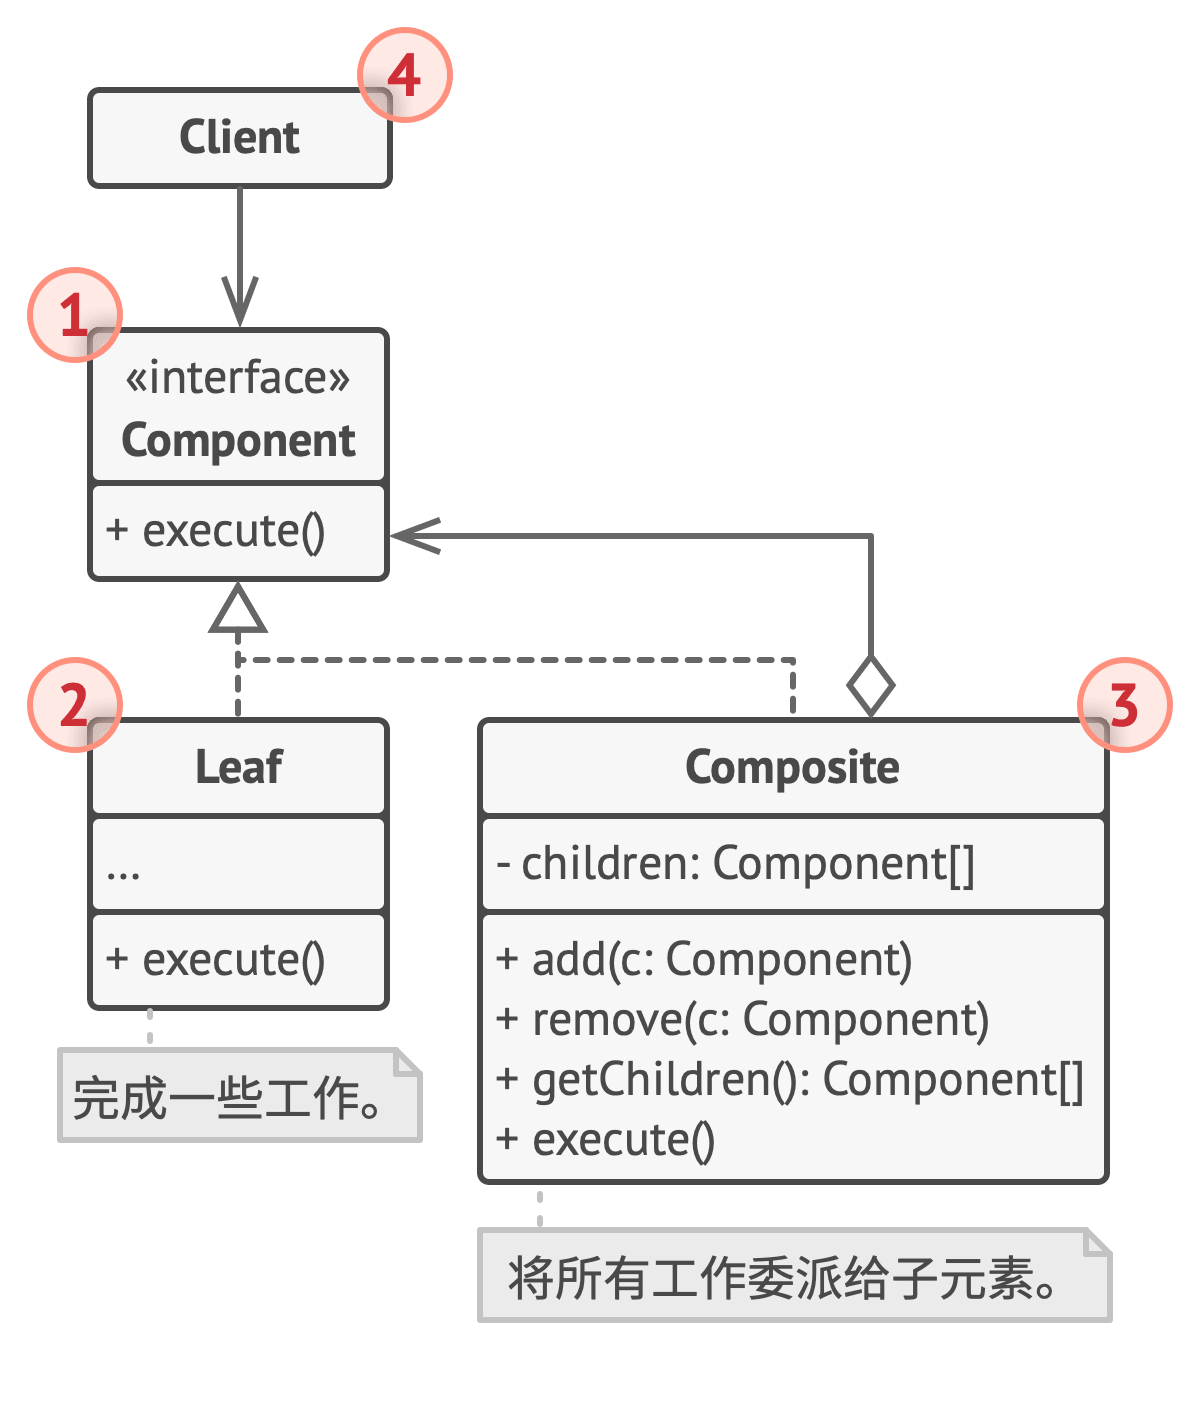 4
Client
1
«interface»
Component
+ execute()
2
Leaf
...
+ execute()
完成一些工作。
3
Composite
- children: Component[]
+ add(c: Component)
+ remove(c: Component)
+ getChildren(): Component[]
+ execute()
将所有工作委派给子元素。